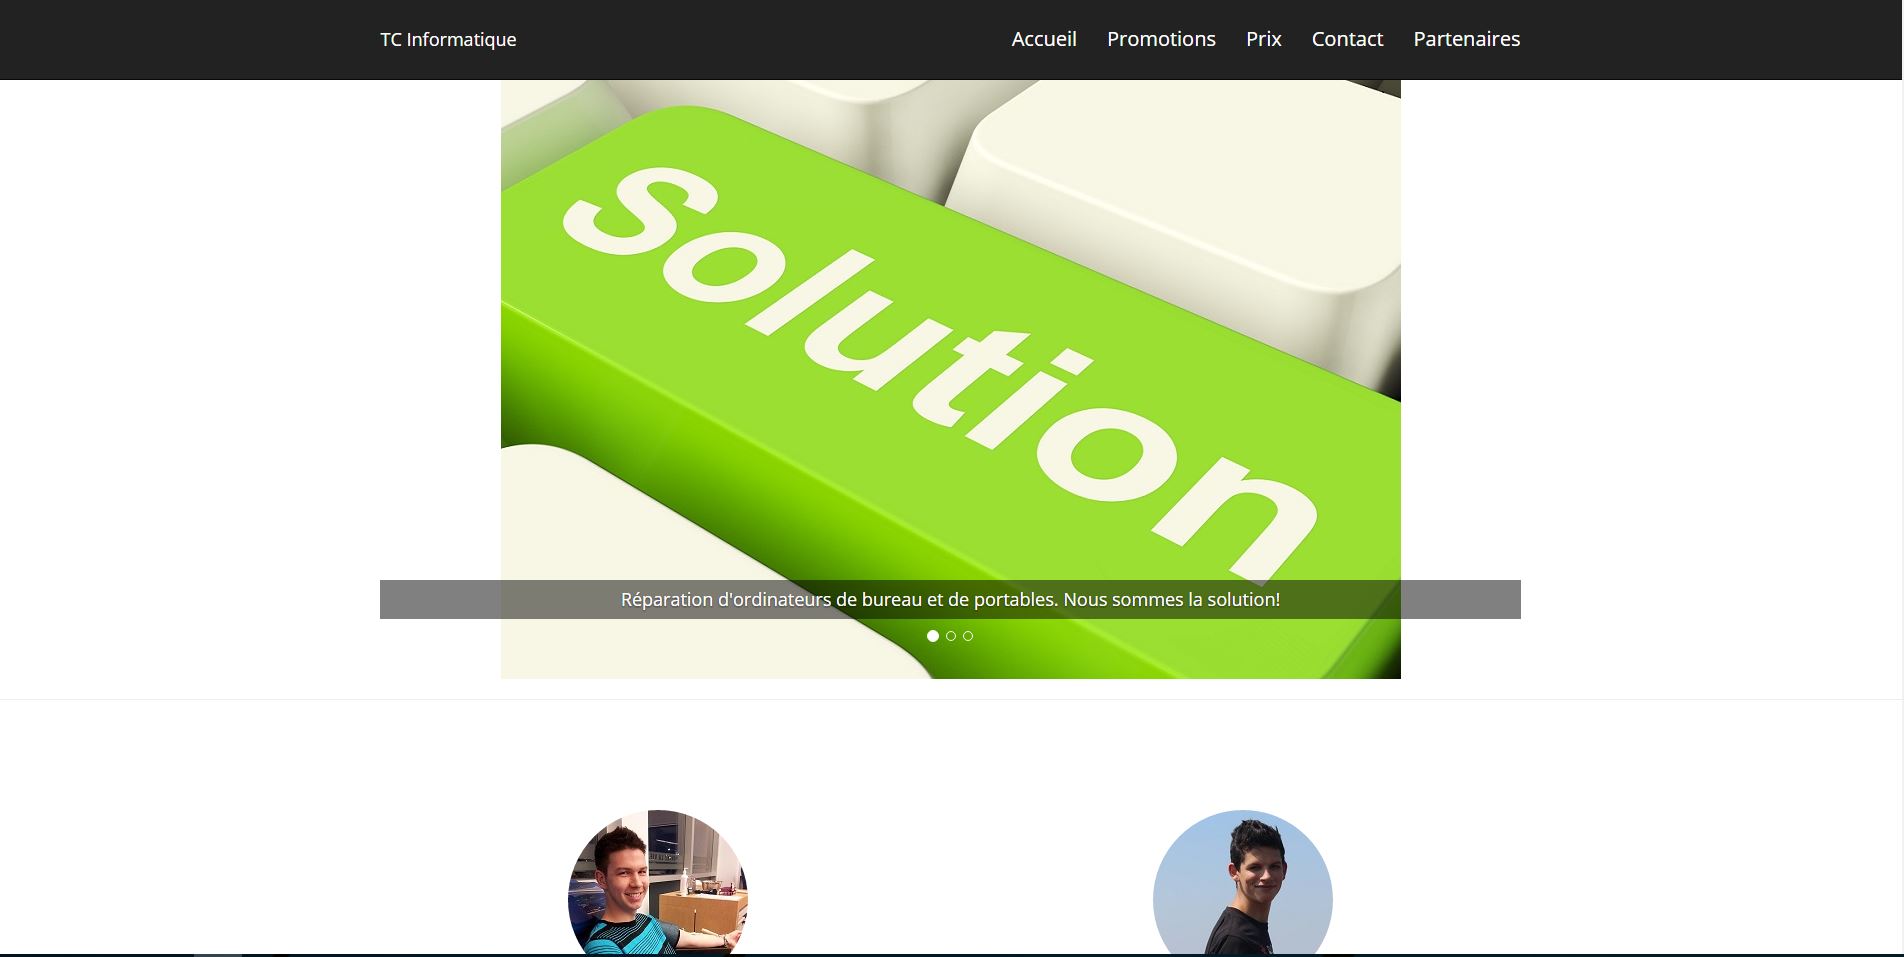 TC Informatique
Accueil Promotions Prix Contact Partenaires
Solution
Réparation d'ordinateurs de bureau et de portables. Nous sommes la solution!